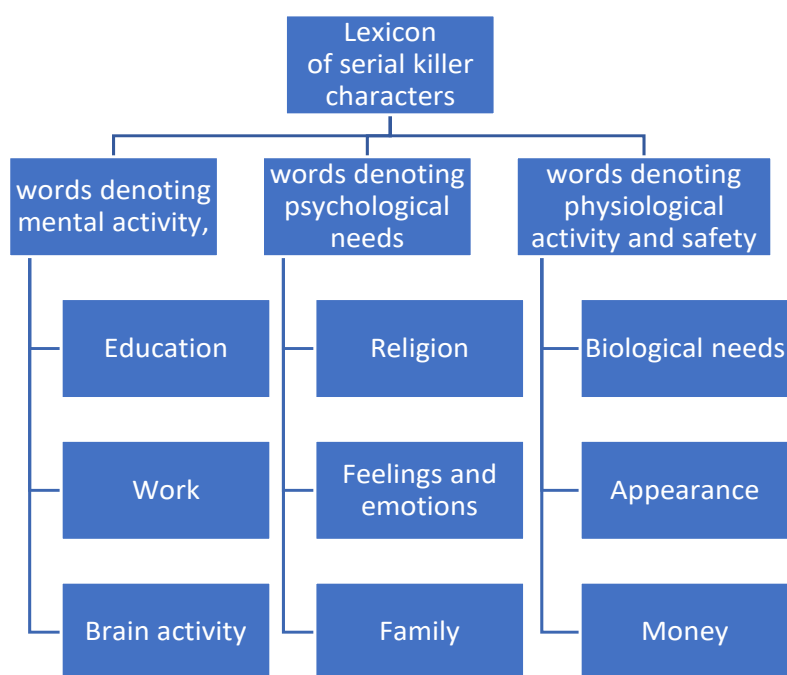 Lexicon
of serial killer
characters
words denoting
mental activity,
words denoting
psychological
needs
words denoting
physiological
activity and safety
Education
Religion
Biological needs
Work
Feelings and
emotions
Appearance
Brain activity
Family
Money